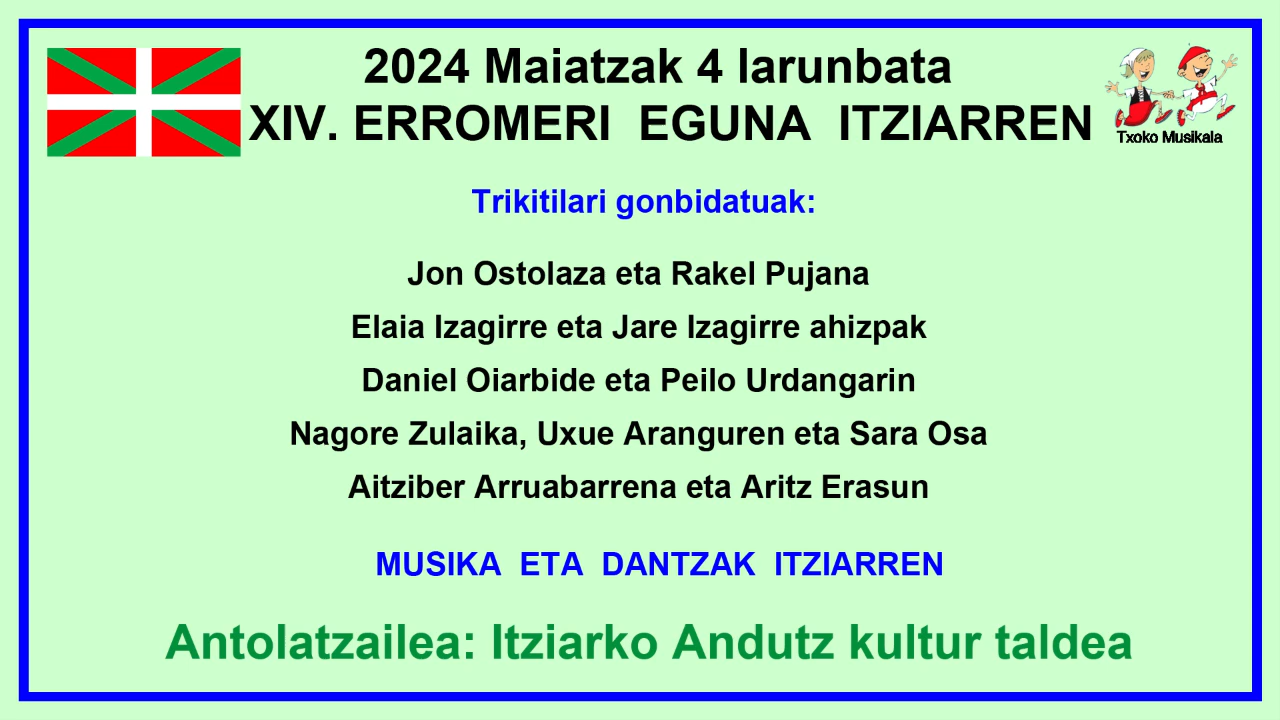 2024 Maiatzak 4 larunbata
XIV. ERROMERI EGUNA ITZIARREN
Txoko Musikala
Trikitilari gonbidatuak:
Jon Ostolaza eta Rakel Pujana
Elaia Izagirre eta Jare Izagirre ahizpak
Daniel Oiarbide eta Peilo Urdangarin
Nagore Zulaika, Uxue Aranguren eta Sara Osa
Aitziber Arruabarrena eta Aritz Erasun
MUSIKA ETA DANTZAK ITZIARREN
Antolatzailea: Itziarko Andutz kultur taldea